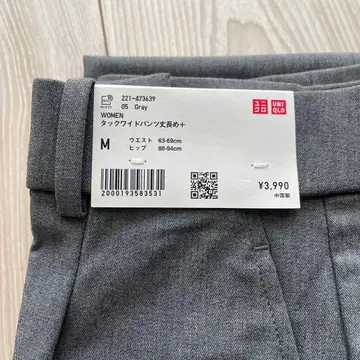 221-473639
05 Gray
WOMEN
タックワイドパンツ丈長め+
M
ウエスト 63-69cm
ヒップ 88-94cm
2000193583531
ユニ
クロ
UNI
QLO
¥3,990
中国製